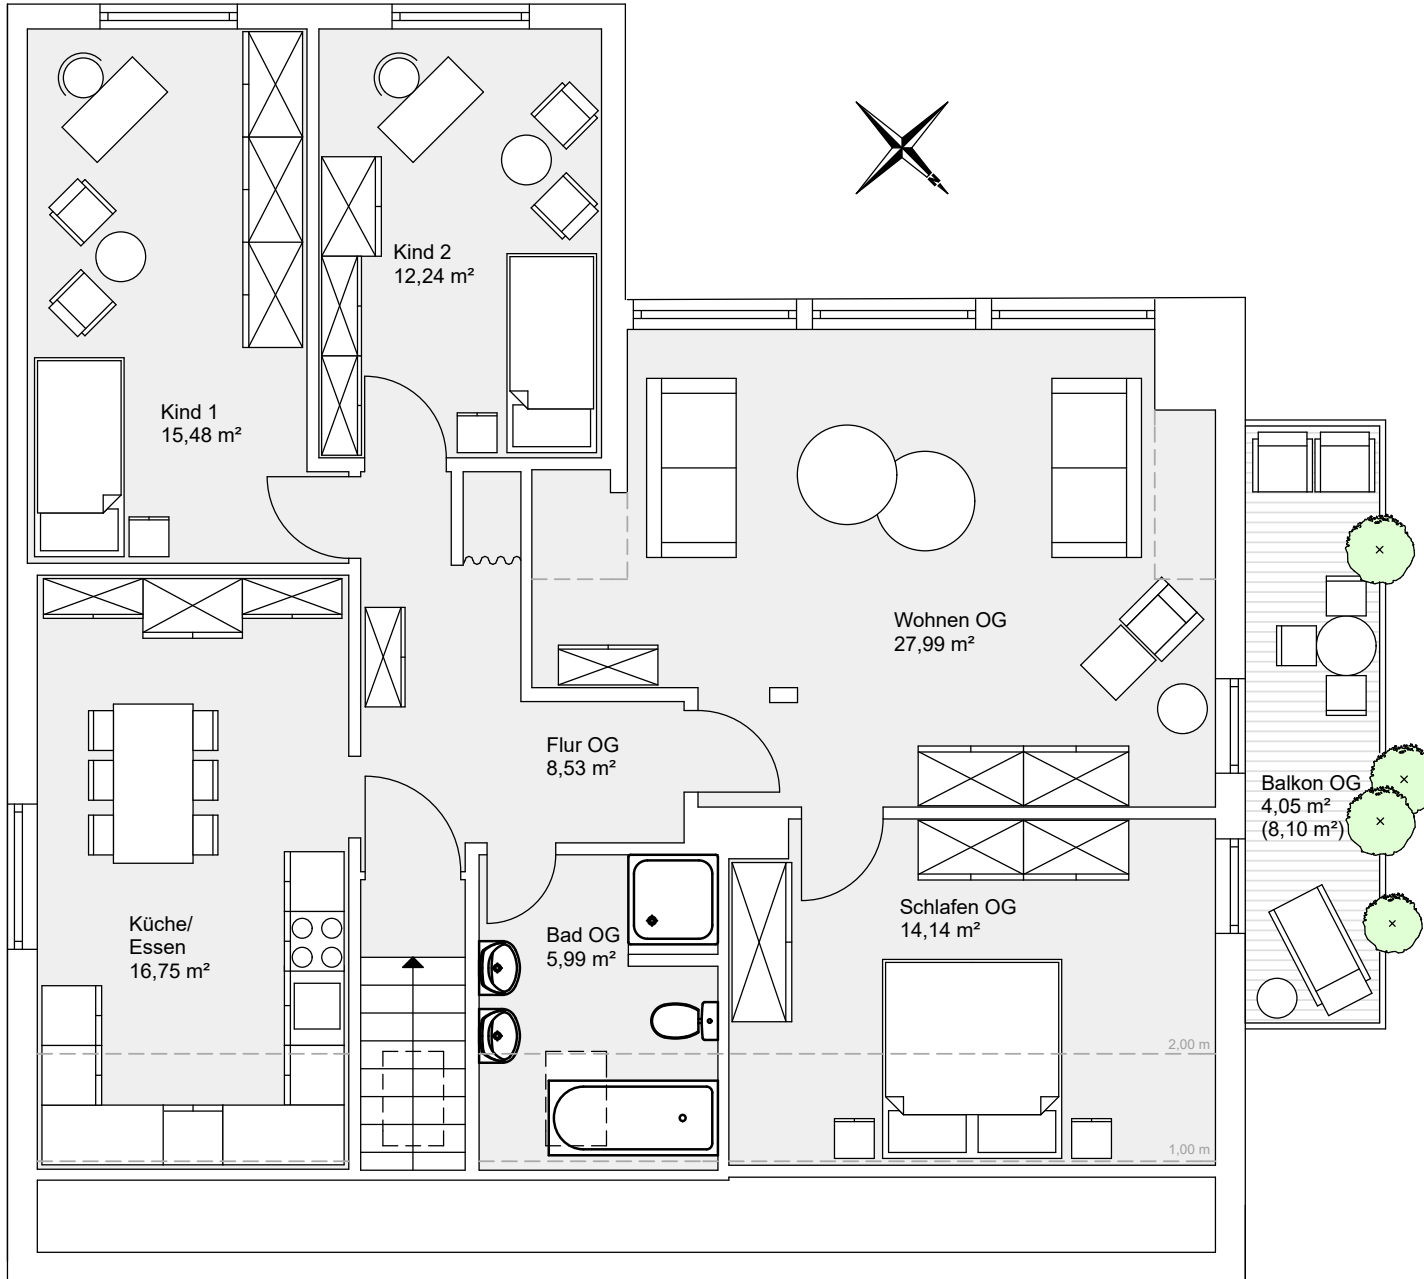 N
Kind 2
12,24 m²
Kind 1
15,48 m²
Wohnen OG
27,99 m²
Flur OG
8,53 m²
Balkon OG
4,05 m²
(8,10 m²)
Küche/
Essen
16,75 m²
Bad OG
5,99 m²
Schlafen OG
14,14 m²
2,00 m
1,00 m